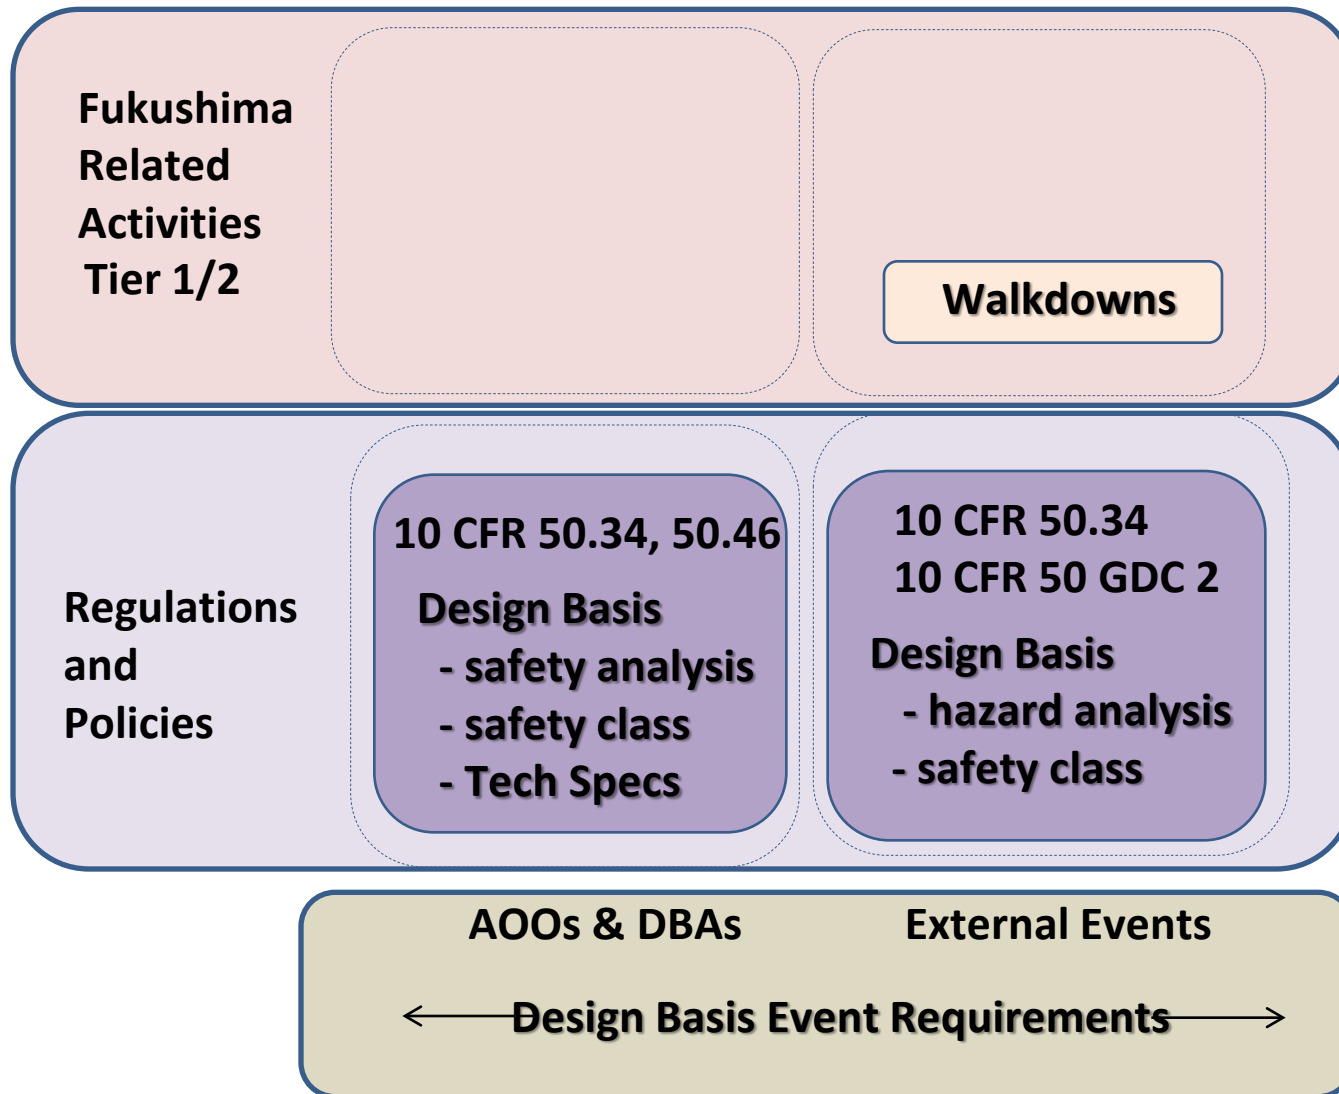 Fukushima
Related
Activities
Tier 1/2
Walkdowns
Regulations
and
Policies
10 CFR 50.34, 50.46
Design Basis
- safety analysis
- safety class
- Tech Specs
10 CFR 50.34
10 CFR 50 GDC 2
Design Basis
- hazard analysis
- safety class
AOOs & DBAs
External Events
Design Basis Event Requirements